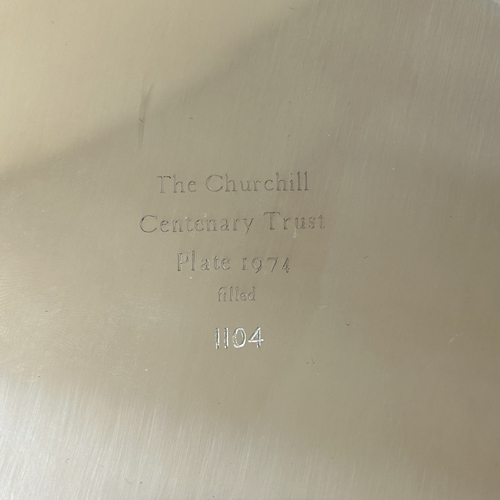 The Churchill
Centenary Trust
Plate 1974
filled
1104